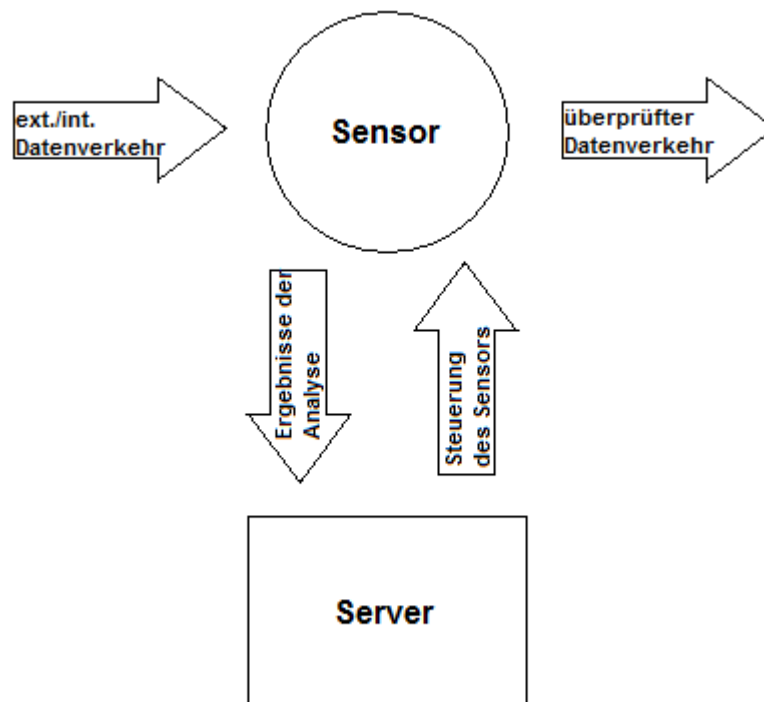 ext./int.
Datenverkehr
Sensor
überprüfter
Datenverkehr
Ergebnisse der
Analyse
Steuerung
des Sensors
Server